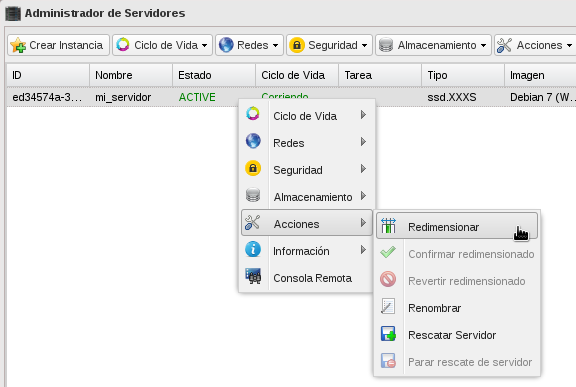 Administrador de Servidores
Crear Instancia Ciclo de Vida Redes Seguridad Almacenamiento Acciones
ID Nombre Estado Ciclo de Vida Tarea Tipo Imagen
ed34574a-3... mi_servidor ACTIVE Corriendo ssd.XXXS Debian 7 (W...
Ciclo de Vida
Redes
Seguridad
Almacenamiento
Acciones
Información
Consola Remota
Redimensionar
Confirmar redimensionado
Revertir redimensionado
Renombrar
Rescatar Servidor
Parar rescate de servidor